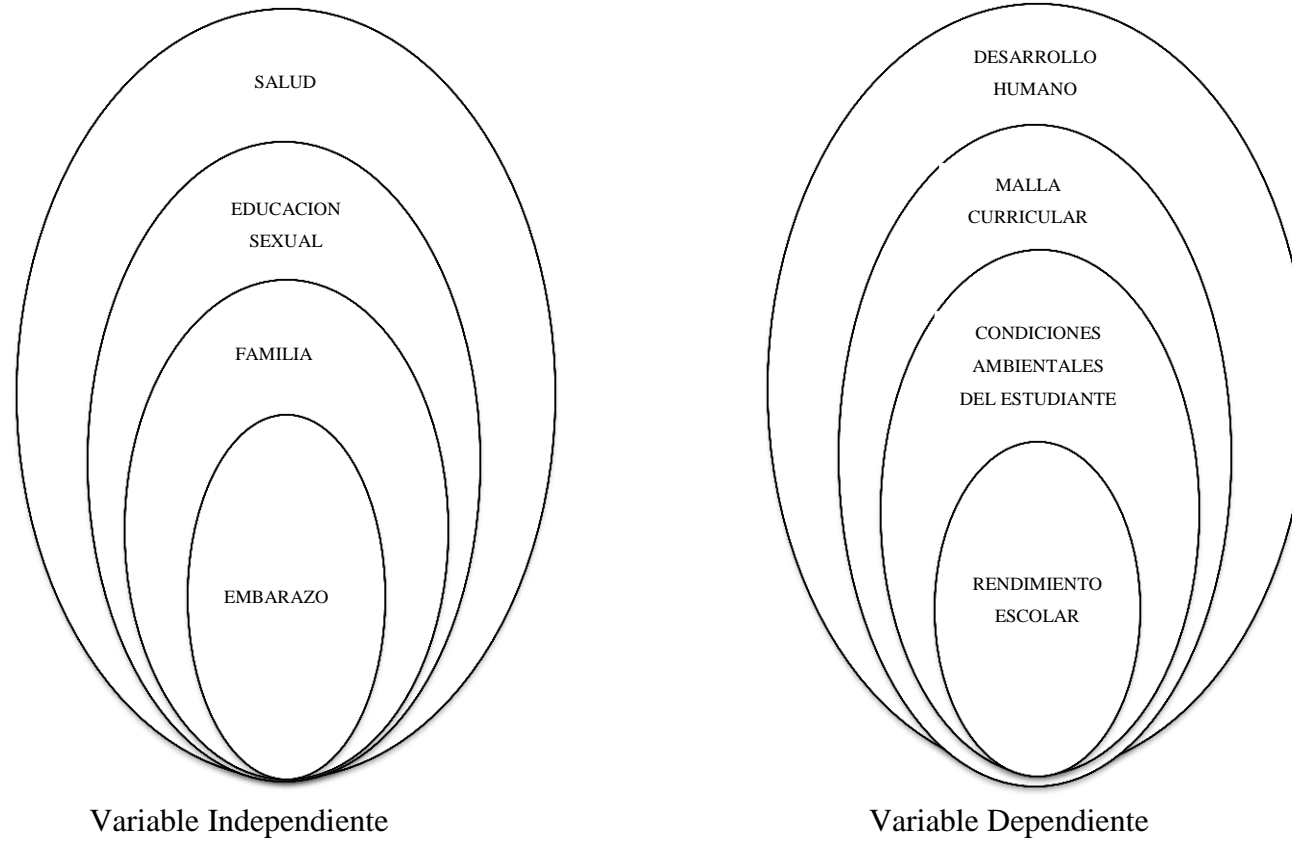 SALUD
EDUCACION
SEXUAL
FAMILIA
EMBARAZO
Variable Independiente
DESARROLLO
HUMANO
MALLA
CURRICULAR
CONDICIONES
AMBIENTALES
DEL ESTUDIANTE
RENDIMIENTO
ESCOLAR
Variable Dependiente